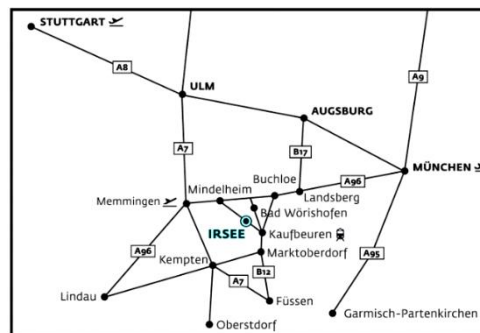 STUTTGART
A8
A9
ULM
AUGSBURG
A7
B17
MÜNCHEN
Buchloe
A96
Mindelheim
Landsberg
Memmingen
Bad Wörishofen
IRSEE
Kaufbeuren
A96
Marktoberdorf
A95
Kempten
B12
A7
Lindau
Füssen
Garmisch-Partenkirchen
Oberstdorf